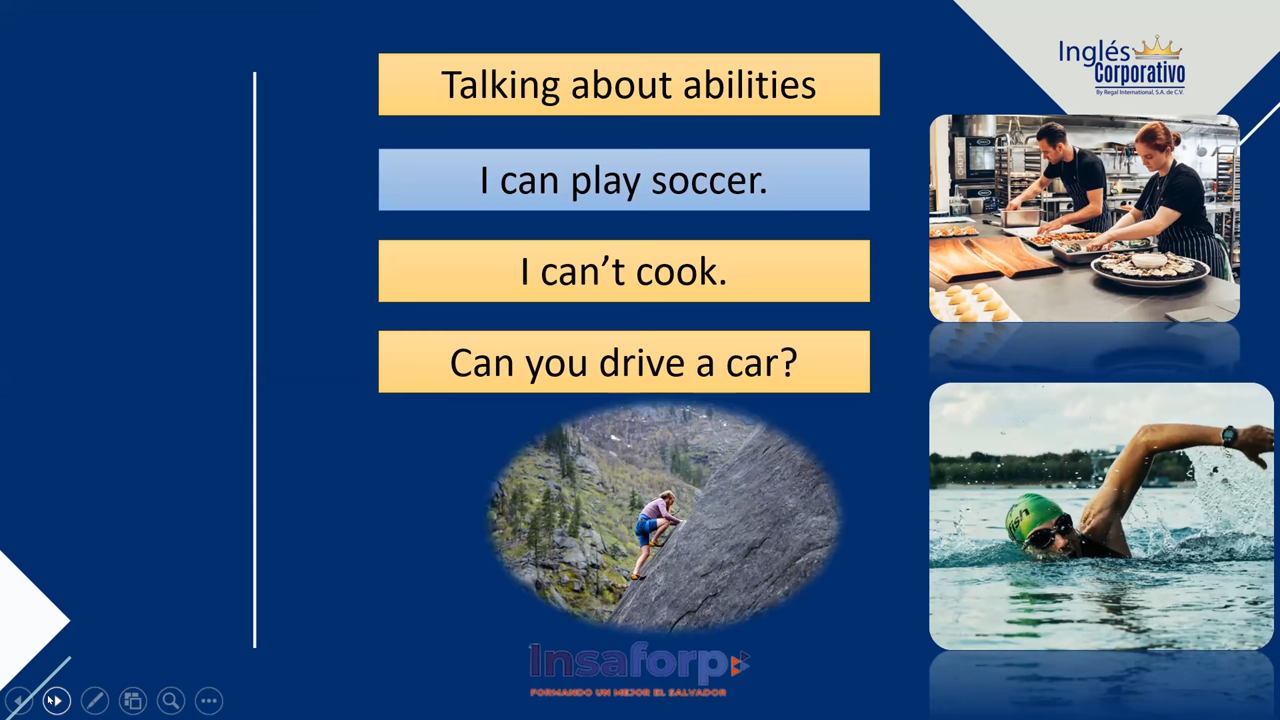 Talking about abilities
Inglés
Corporativo
By Regal International, S.A. de C.V.
I can play soccer.
I can't cook.
Can you drive a car?
fish
Insaforp
FORMANDO UN MEJOR EL SALVADOR